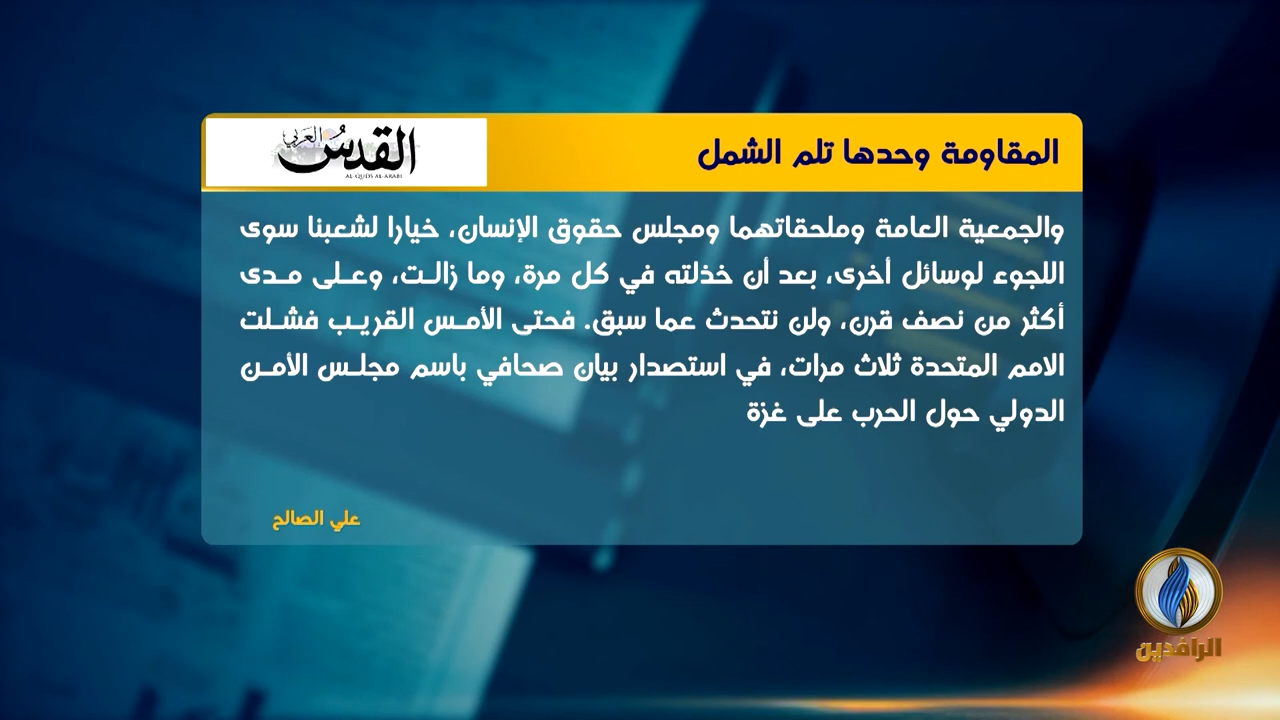 المقاومة وحدها تلم الشمل
القدس العربي
AL-QUDS AL-ARABI
والجمعية العامة وملحقاتهما ومجلس حقوق الإنسان، خيارا لشعبنا سوى
اللجوء لوسائل أخرى، بعد أن خذلته في كل مرة، وما زالت، وعلى مدى
أكثر من نصف قرن، ولن نتحدث عما سبق. فحتى الأمس القريب فشلت
الامم المتحدة ثلاث مرات، في استصدار بيان صحافي باسم مجلس الأمن
الدولي حول الحرب على غزة
علي الصالح
الرافدين